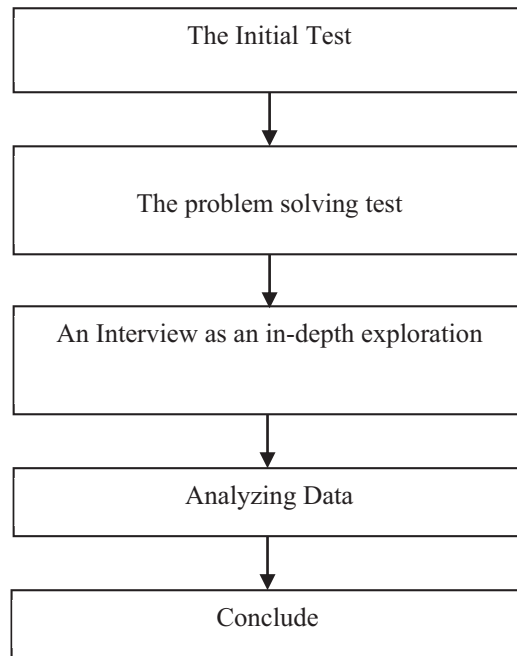 The Initial Test
The problem solving test
An Interview as an in-depth exploration
Analyzing Data
Conclude